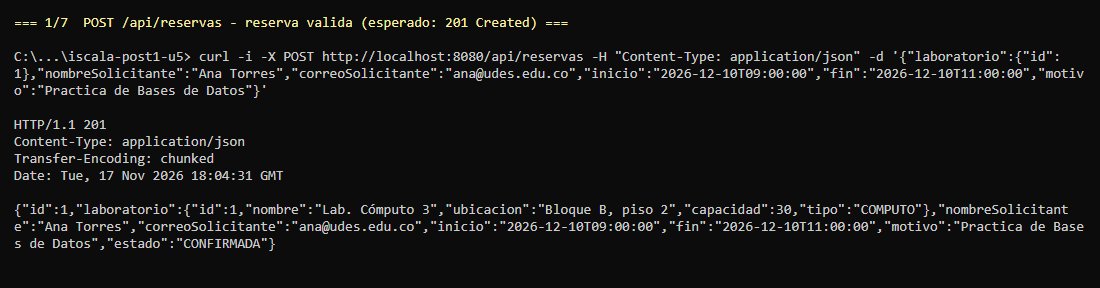 === 1/7  POST /api/reservas - reserva valida (esperado: 201 Created) ===
C:\...\iscala-post1-u5> curl -i -X POST http://localhost:8080/api/reservas -H "Content-Type: application/json" -d '{"laboratorio":{"id":
1},"nombreSolicitante":"Ana Torres","correoSolicitante":"ana@udes.edu.co","inicio":"2026-12-10T09:00:00","fin":"2026-12-10T11:00:00","motiv
o":"Practica de Bases de Datos"}'
HTTP/1.1 201
Content-Type: application/json
Transfer-Encoding: chunked
Date: Tue, 17 Nov 2026 18:04:31 GMT
{"id":1,"laboratorio":{"id":1,"nombre":"Lab. Cómputo 3","ubicacion":"Bloque B, piso 2","capacidad":30,"tipo":"COMPUTO"},"nombreSolicitant
e":"Ana Torres","correoSolicitante":"ana@udes.edu.co","inicio":"2026-12-10T09:00:00","fin":"2026-12-10T11:00:00","motivo":"Practica de Base
s de Datos","estado":"CONFIRMADA"}